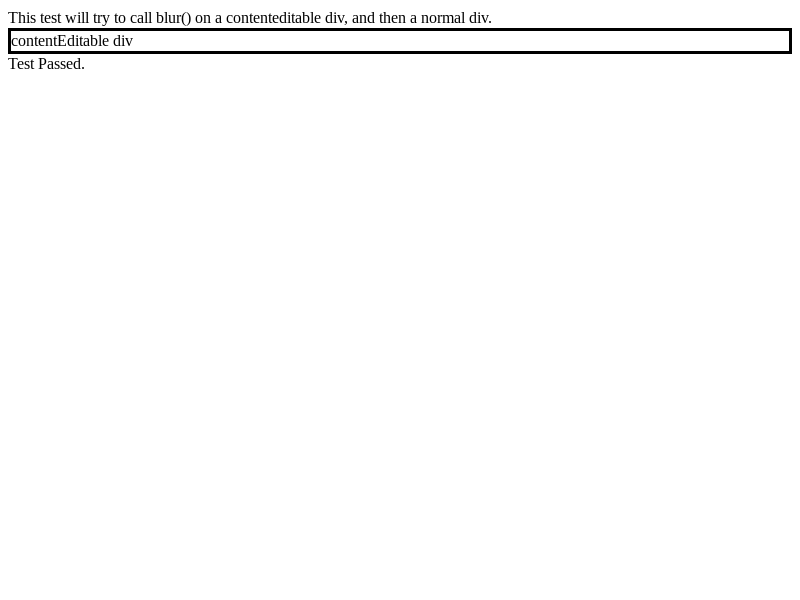 This test will try to call blur() on a contenteditable div, and then a normal div.
contentEditable div
Test Passed.